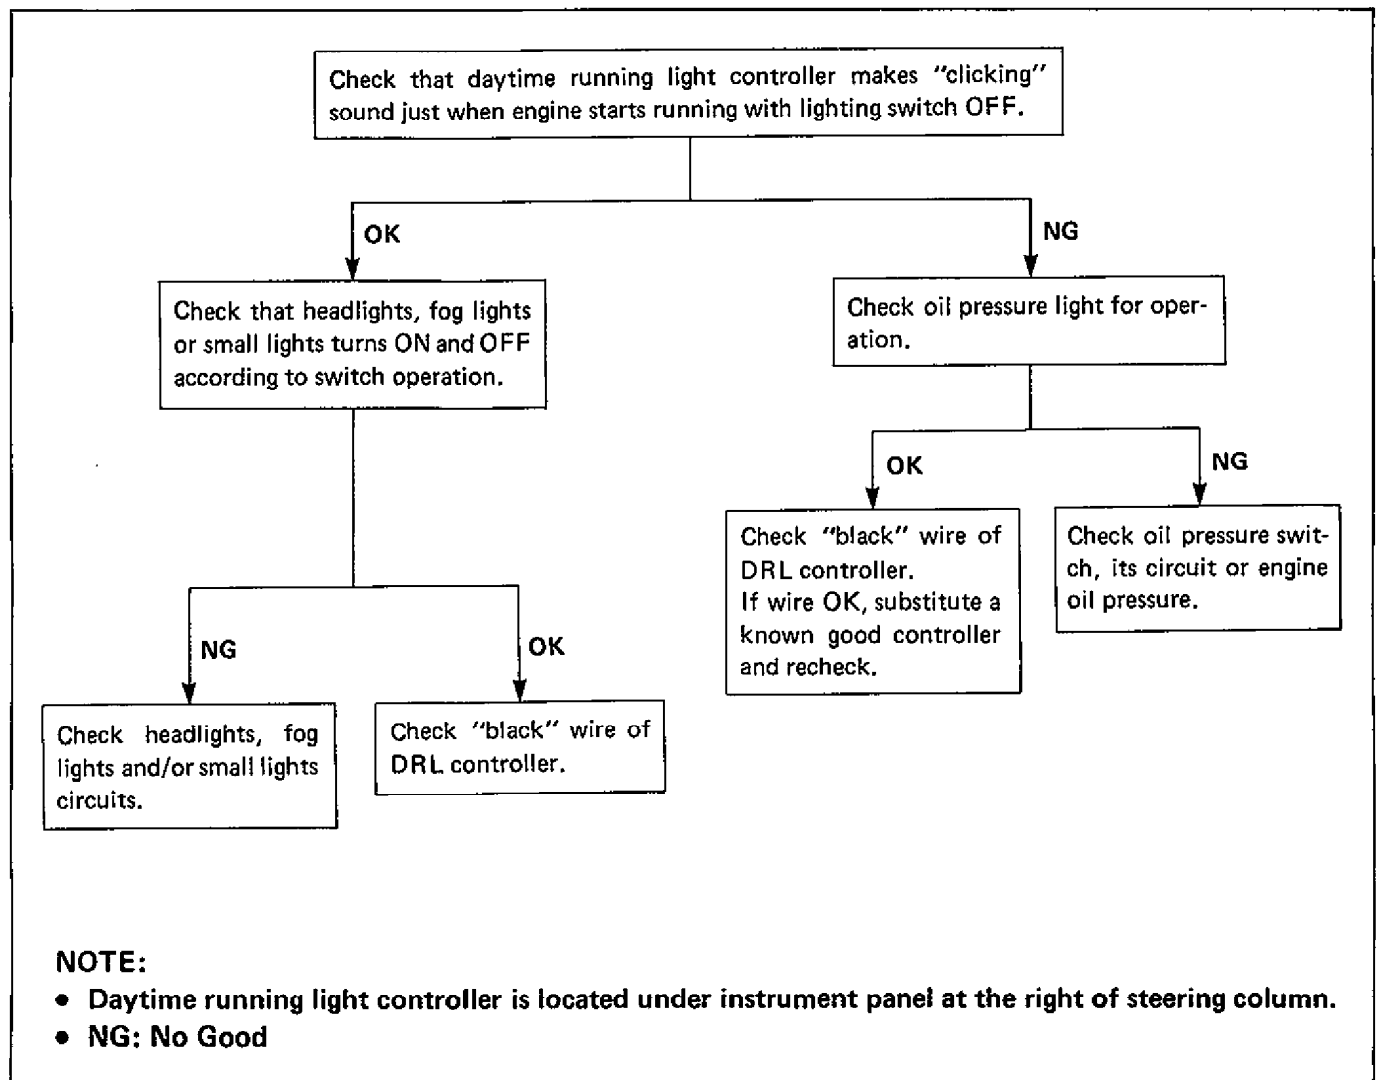 Check that daytime running light controller makes "clicking"
sound just when engine starts running with lighting switch OFF.
OK
NG
Check that headlights, fog lights
or small lights turns ON and OFF
according to switch operation.
Check oil pressure light for oper-
ation.
OK
NG
Check "black" wire of
DRL controller.
If wire OK, substitute a
known good controller
and recheck.
Check oil pressure swit-
ch, its circuit or engine
oil pressure.
NG
OK
Check headlights, fog
lights and/or small lights
circuits.
Check "black" wire of
DRL controller.
NOTE:
• Daytime running light controller is located under instrument panel at the right of steering column.
• NG: No Good